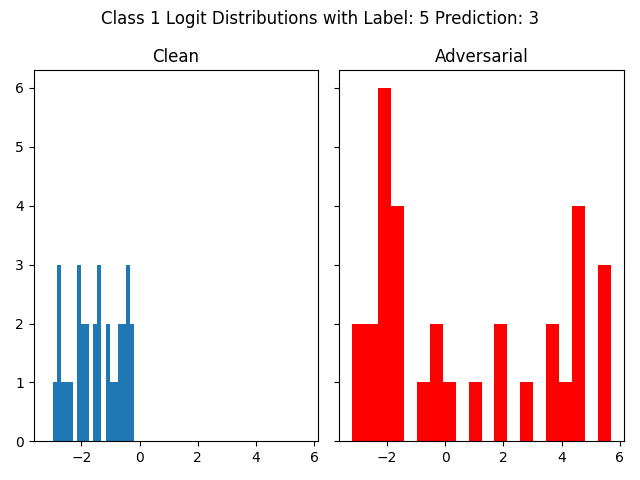 Class 1 Logit Distributions with Label: 5 Prediction: 3
Clean
Adversarial
6
5
4
3
2
1
0
−2 0 2 4 6
−2 0 2 4 6